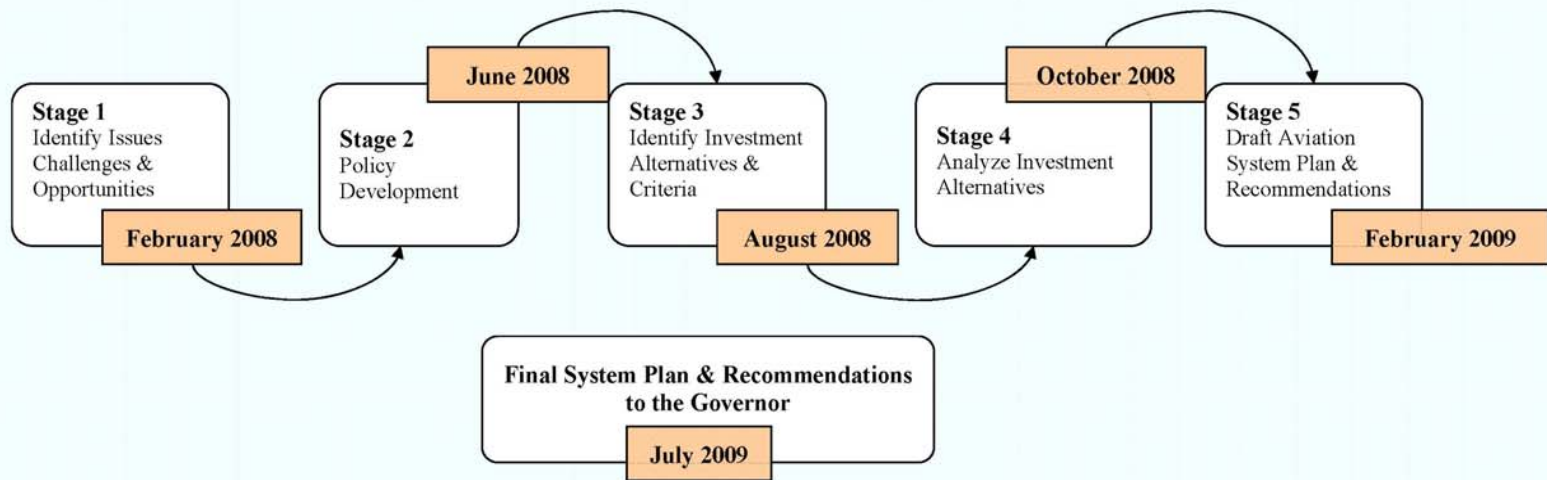 Stage 1
Identify Issues
Challenges &
Opportunities
February 2008
Stage 2
Policy
Development
June 2008
Stage 3
Identify Investment
Alternatives &
Criteria
August 2008
Stage 4
Analyze Investment
Alternatives
October 2008
Stage 5
Draft Aviation
System Plan &
Recommendations
February 2009
Final System Plan & Recommendations
to the Governor
July 2009